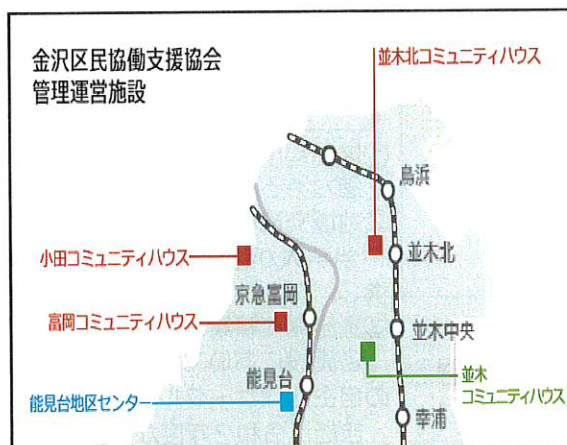 金沢区民協働支援協会
管理運営施設
並木北コミュニティハウス
鳥浜
小田コミュニティハウス
並木北
京急富岡
富岡コミュニティハウス
並木中央
能見台
並木
コミュニティハウス
能見台地区センター
幸浦